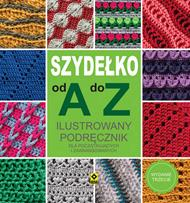 SZYDEŁKO
od A do Z
ILUSTROWANY
PODRĘCZNIK
DLA POCZĄTKUJĄCYCH
I ZAAWANSOWANYCH
WYDANIE
TRZECIE